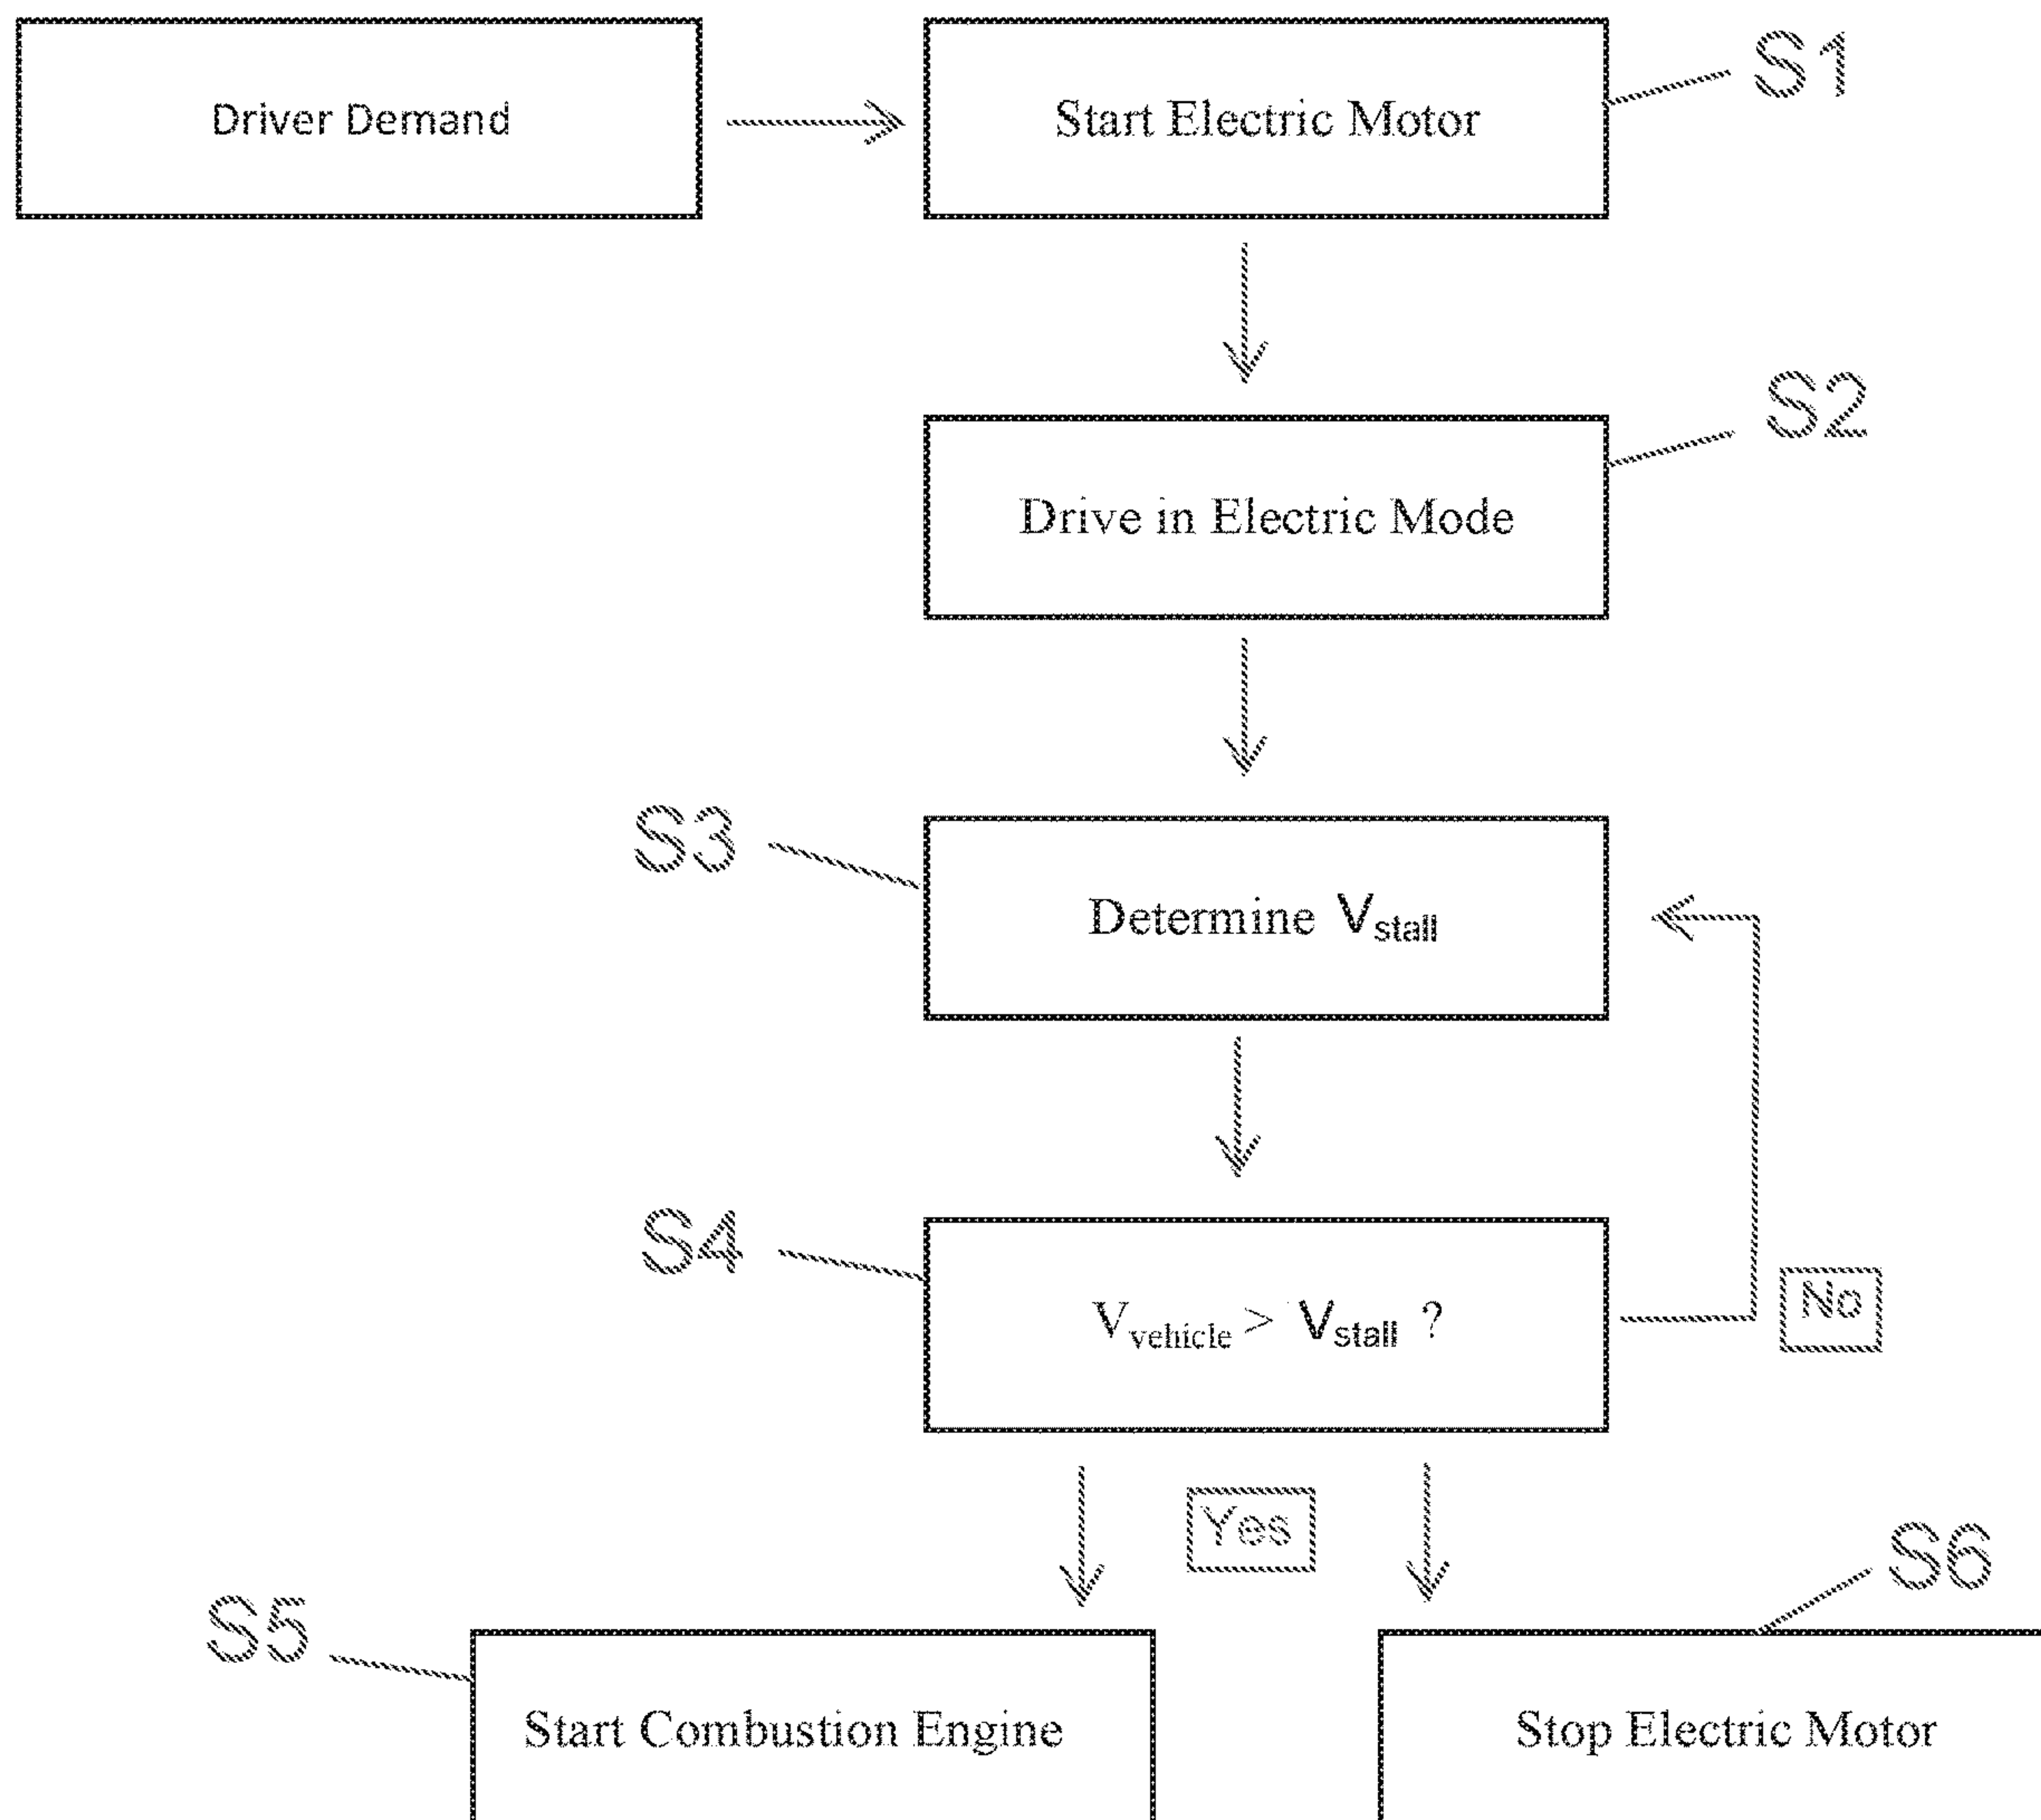 Driver Demand
Start Electric Motor
S1
Drive in Electric Mode
S2
S3
Determine Vstall
S4
Vvehicle > Vstall ?
No
Yes
S5
Start Combustion Engine
S6
Stop Electric Motor